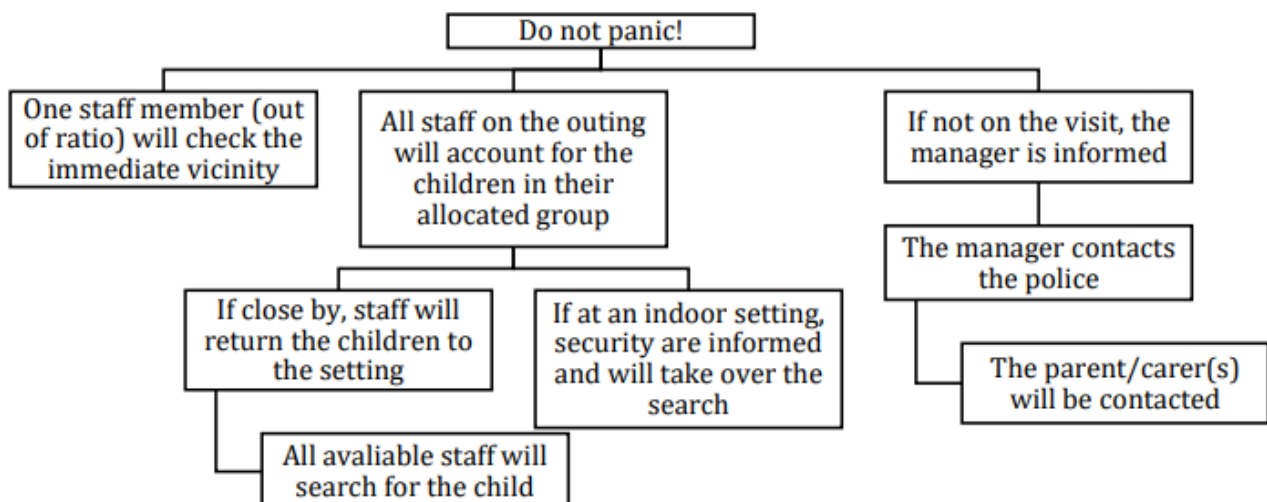 Do not panic!
One staff member (out
of ratio) will check the
immediate vicinity
All staff on the outing
will account for the
children in their
allocated group
If not on the visit, the
manager is informed
The manager contacts
the police
If close by, staff will
return the children to
the setting
If at an indoor setting,
security are informed
and will take over the
search
The parent/carer(s)
will be contacted
All avaliable staff will
search for the child